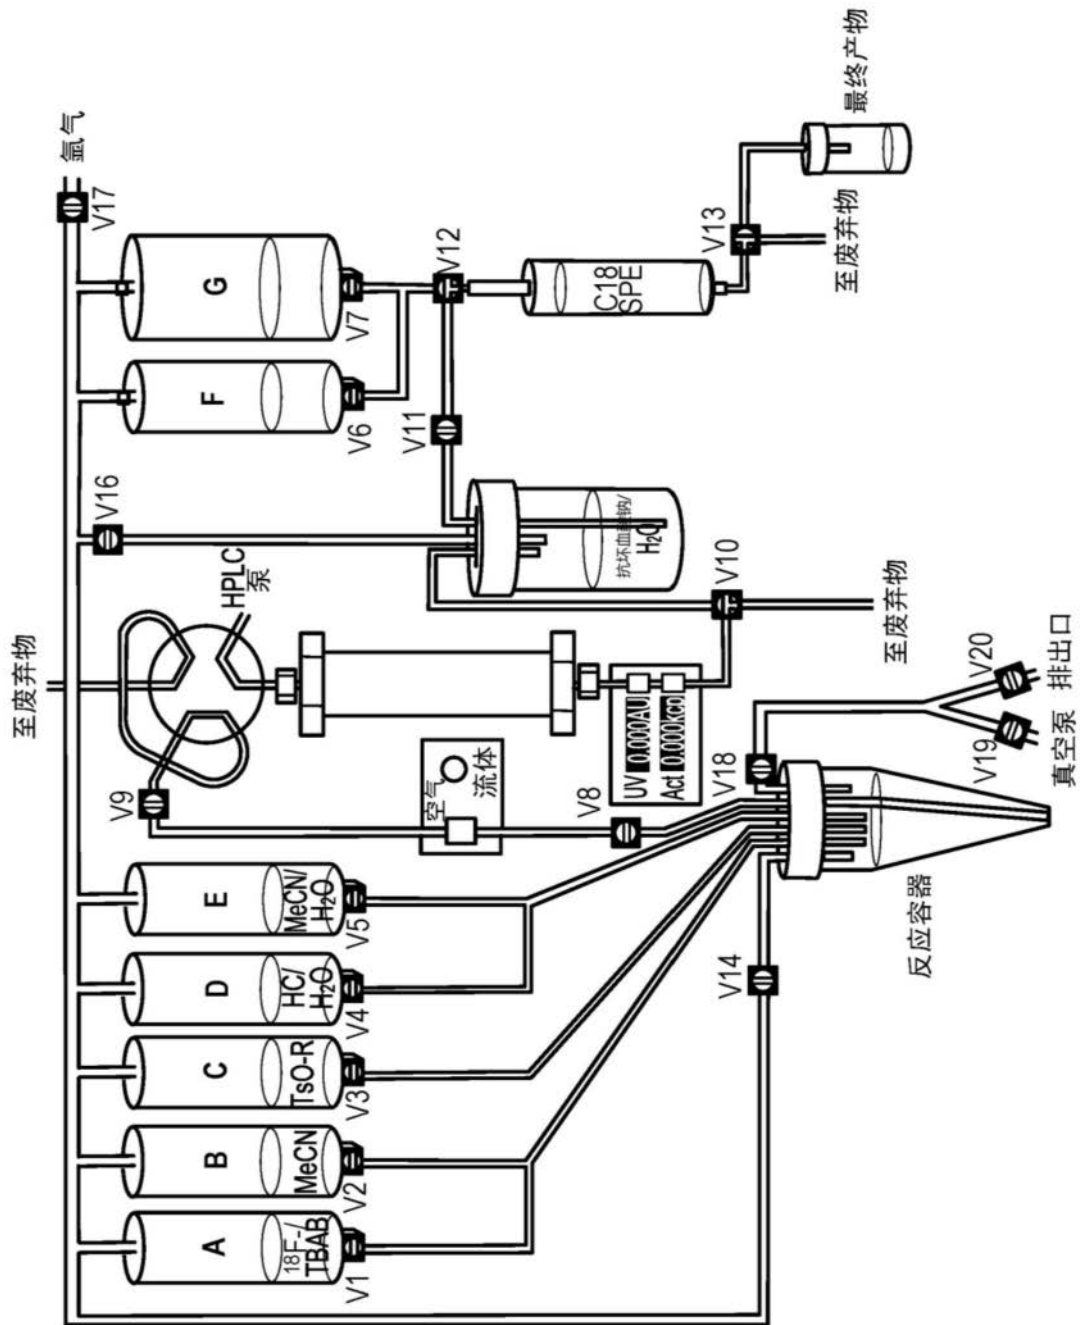 氩气
V17
A
18F-/
TBAB
V1
B
MeCN
V2
C
TsO-R
V3
D
HC/
H2O
V4
E
MeCN/
H2O
V5
至废弃物
HPLC
泵
V9
空气
流体
V8
UV 0.000AU
Act 0.000kcp
V10
至废弃物
V16
抗坏血酸钠/
H2O
V11
F
V6
G
V7
V12
C18
SPE
V13
至废弃物
最终产物
V14
反应容器
V18
V19
真空泵
V20
排出口